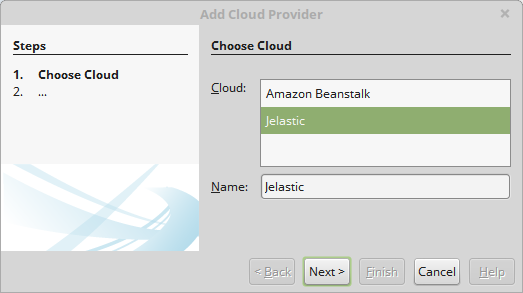 Add Cloud Provider
Steps
1. Choose Cloud
2. ...
Choose Cloud
Cloud:
Amazon Beanstalk
Jelastic
Name: Jelastic
< Back Next > Finish Cancel Help